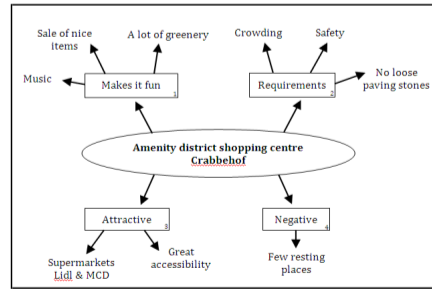 Sale of nice
items
A lot of greenery
Music
Makes it fun
1
Crowding
Safety
Requirements
2
No loose
paving stones
Amenity district shopping centre
Crabbehof
Attractive
3
Negative
4
Supermarkets
Lidl & MCD
Great
accessibility
Few resting
places